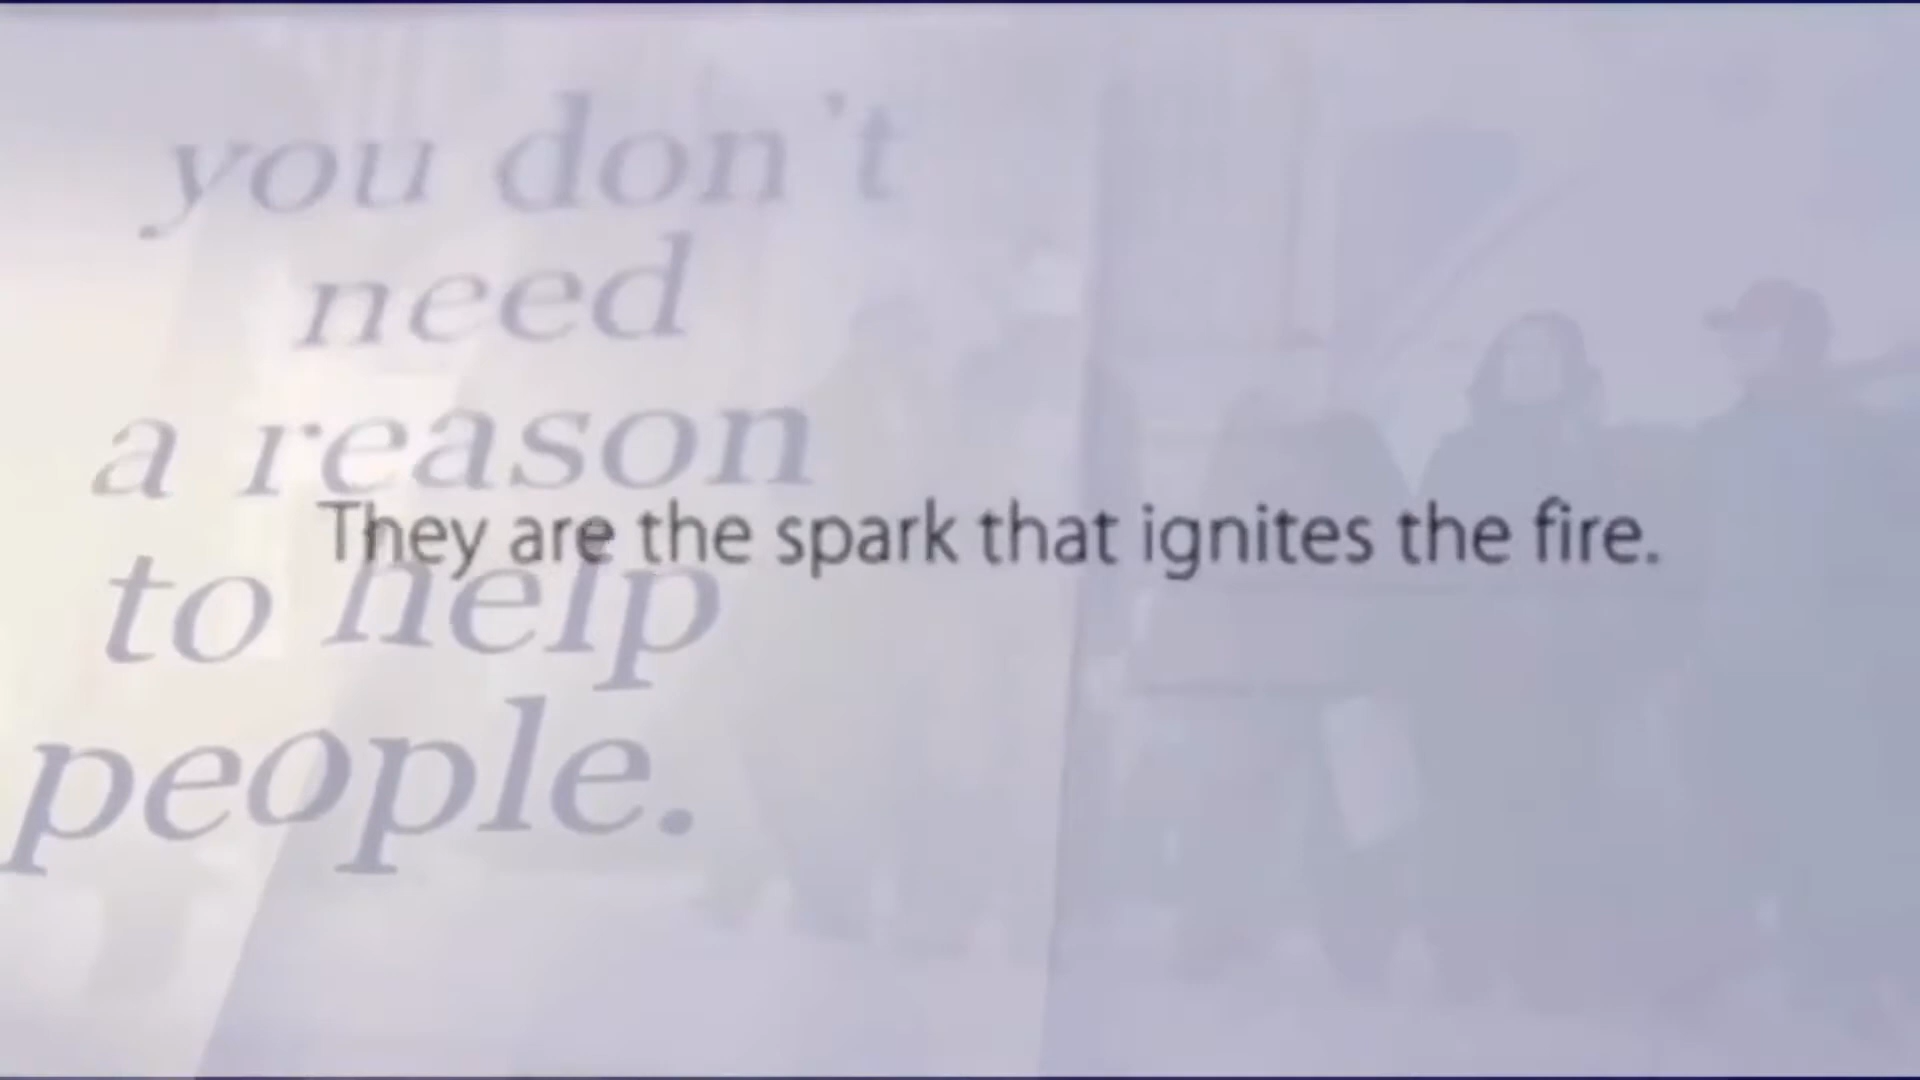 you don't
need
a reason
to help
people.
They are the spark that ignites the fire.